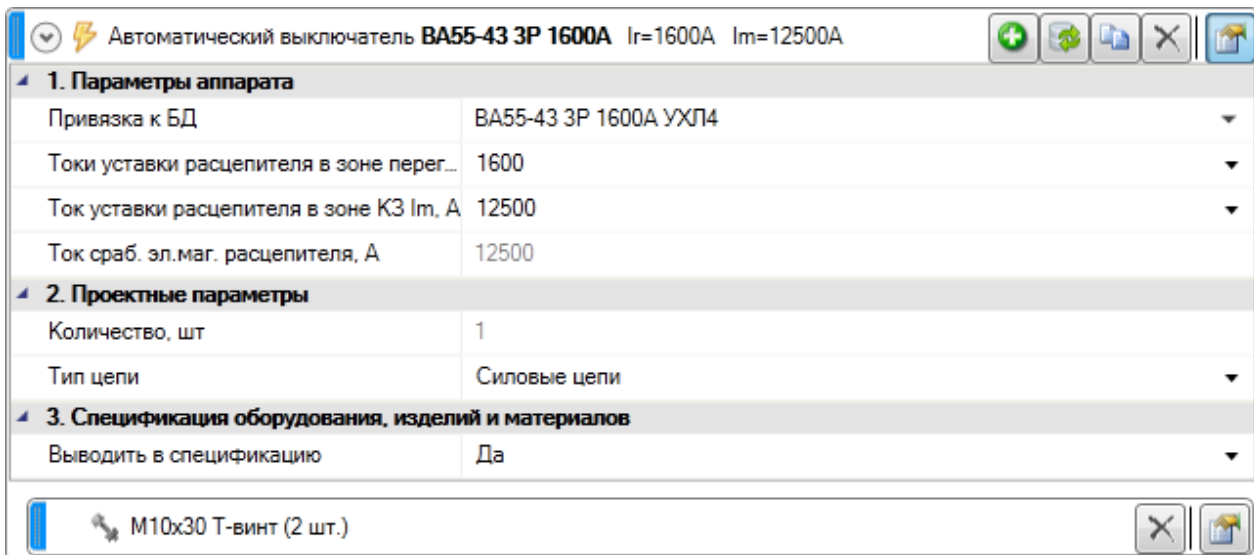 Автоматический выключатель ВА55-43 3Р 1600А Ir=1600А Im=12500А
1. Параметры аппарата
Привязка к БД ВА55-43 3Р 1600А УХЛ4
Токи уставки расцепителя в зоне перег... 1600
Ток уставки расцепителя в зоне КЗ Im, А 12500
Ток сраб. эл.маг. расцепителя, А 12500
2. Проектные параметры
Количество, шт 1
Тип цепи Силовые цепи
3. Спецификация оборудования, изделий и материалов
Выводить в спецификацию Да
М10х30 Т-винт (2 шт.)